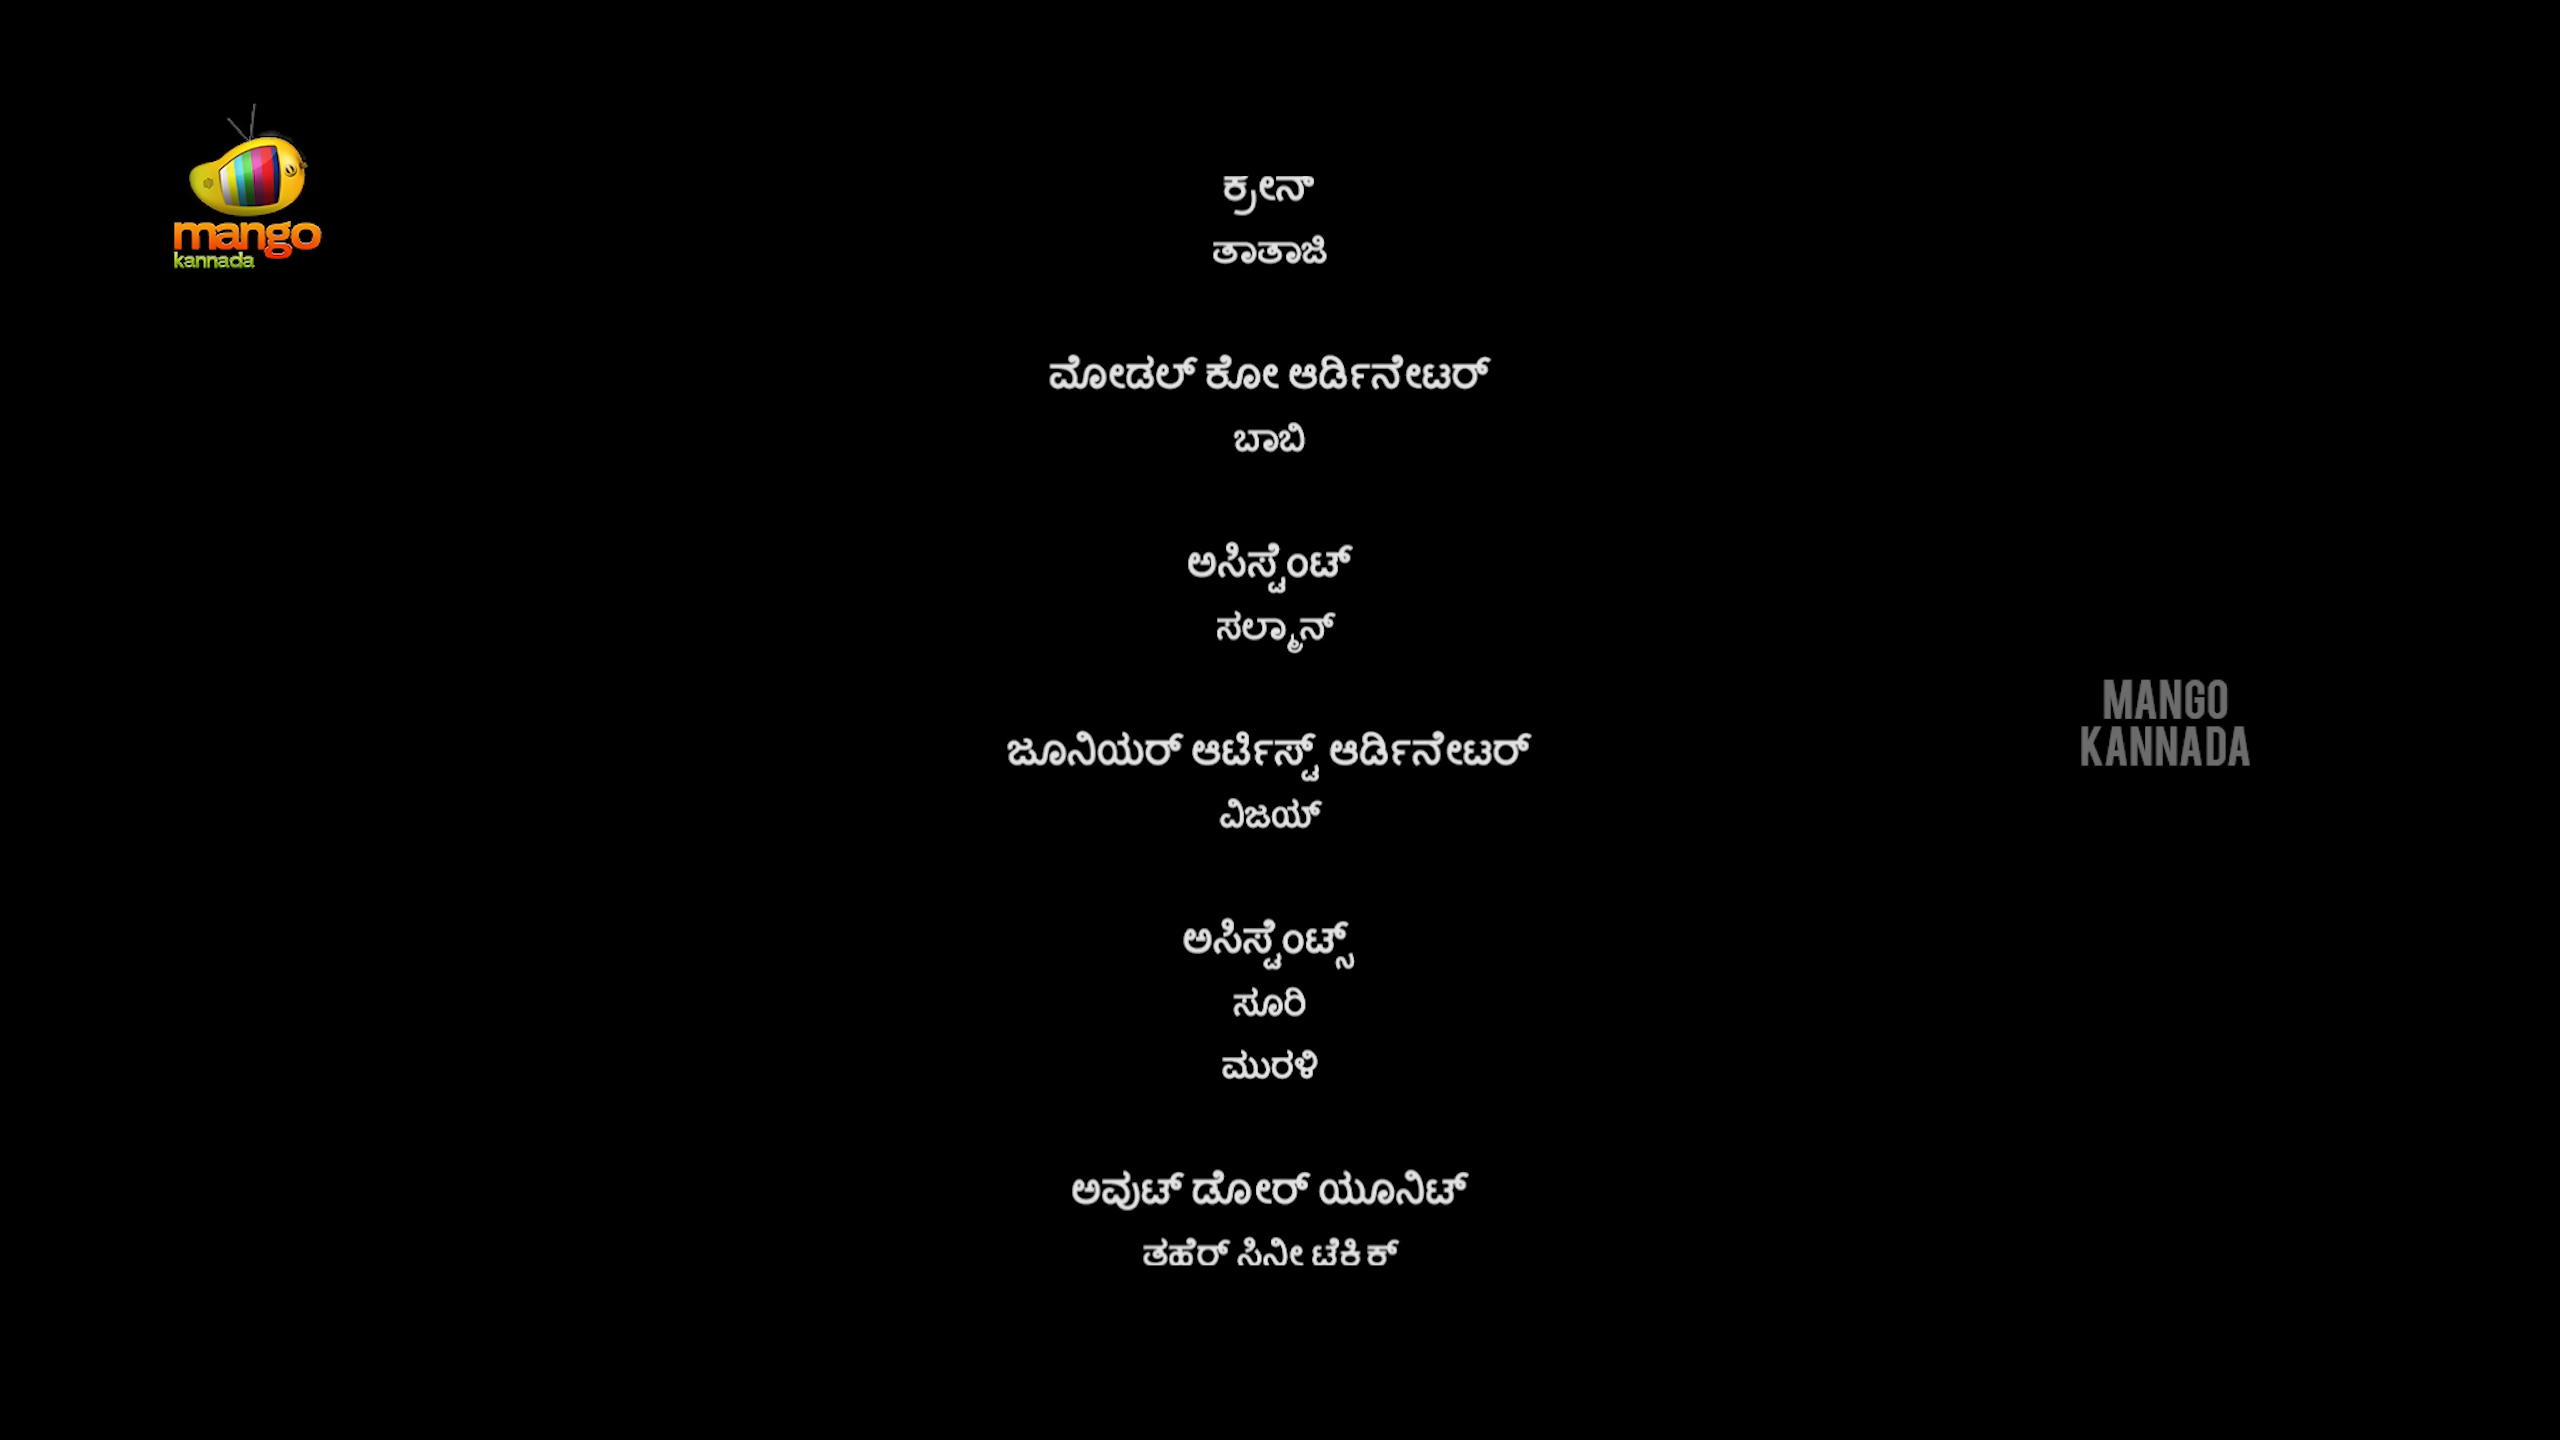 mango
kannada
ಕ್ರೇನ್
ತಾತಾಜಿ
ಮೋಡಲ್ ಕೋ ಆರ್ಡಿನೇಟರ್
ಬಾಬಿ
ಅಸಿಸ್ಟೆಂಟ್
ಸಲ್ಮಾನ್
ಜೂನಿಯರ್ ಆರ್ಟಿಸ್ಟ್ ಆರ್ಡಿನೇಟರ್
ವಿಜಯ್
MANGO
KANNADA
ಅಸಿಸ್ಟೆಂಟ್ಸ್
ಸೂರಿ
ಮುರಳಿ
ಅವುಟ್ ಡೋರ್ ಯೂನಿಟ್
ತಹೆರ್ ಸಿನೀ